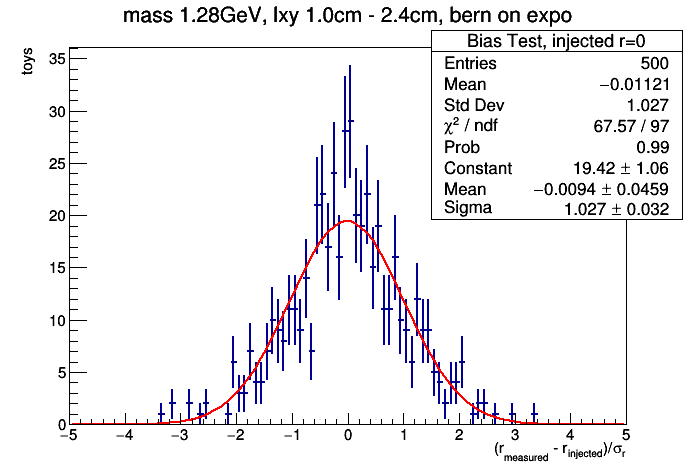 mass 1.28GeV, lxy 1.0cm - 2.4cm, bern on expo
toys
Bias Test, injected r=0
Entries 500
Mean −0.01121
Std Dev 1.027
χ² / ndf 67.57 / 97
Prob 0.99
Constant 19.42 ± 1.06
Mean −0.0094 ± 0.0459
Sigma 1.027 ± 0.032
35
30
25
20
15
10
5
0
−5 −4 −3 −2 −1 0 1 2 3 4 5
(r_measured - r_injected)/σ_r